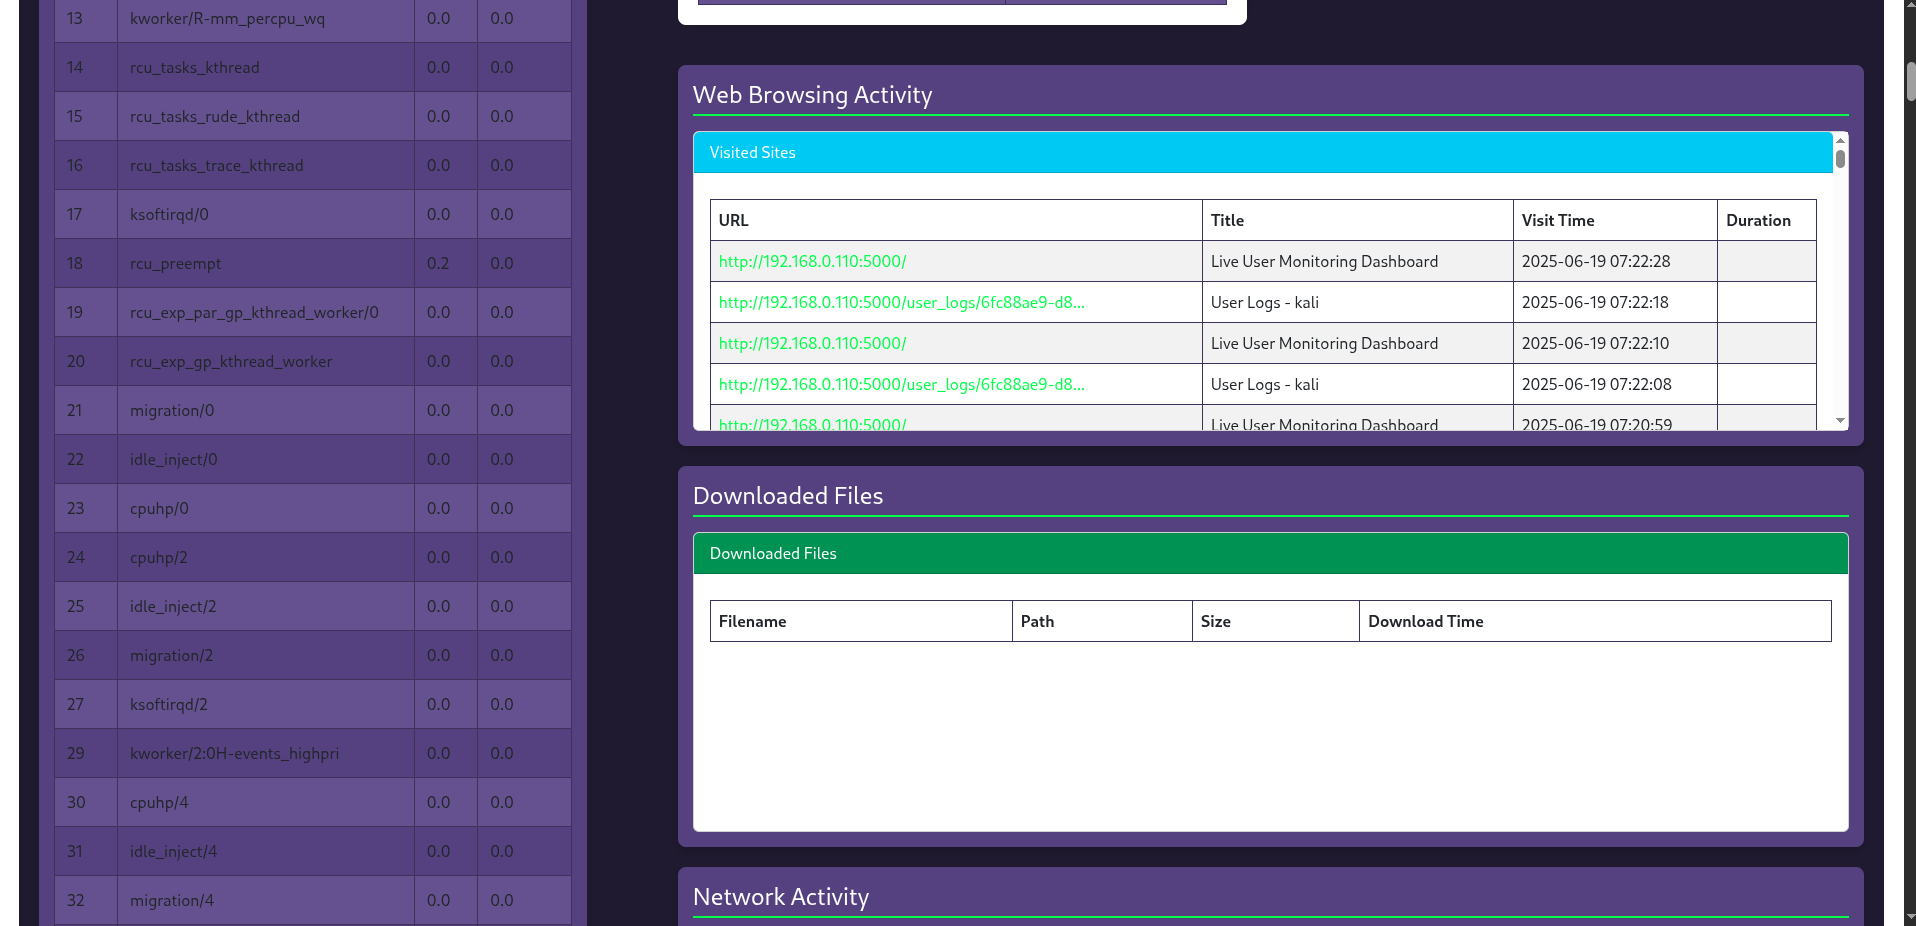 13 kworker/R-mm_percpu_wq 0.0 0.0
14 rcu_tasks_kthread 0.0 0.0
15 rcu_tasks_rude_kthread 0.0 0.0
16 rcu_tasks_trace_kthread 0.0 0.0
17 ksoftirqd/0 0.0 0.0
18 rcu_preempt 0.2 0.0
19 rcu_exp_par_gp_kthread_worker/0 0.0 0.0
20 rcu_exp_gp_kthread_worker 0.0 0.0
21 migration/0 0.0 0.0
22 idle_inject/0 0.0 0.0
23 cpuhp/0 0.0 0.0
24 cpuhp/2 0.0 0.0
25 idle_inject/2 0.0 0.0
26 migration/2 0.0 0.0
27 ksoftirqd/2 0.0 0.0
29 kworker/2:0H-events_highpri 0.0 0.0
30 cpuhp/4 0.0 0.0
31 idle_inject/4 0.0 0.0
32 migration/4 0.0 0.0
Web Browsing Activity
Visited Sites
URL Title Visit Time Duration
http://192.168.0.110:5000/ Live User Monitoring Dashboard 2025-06-19 07:22:28
http://192.168.0.110:5000/user_logs/6fc88ae9-d8... User Logs - kali 2025-06-19 07:22:18
http://192.168.0.110:5000/ Live User Monitoring Dashboard 2025-06-19 07:22:10
http://192.168.0.110:5000/user_logs/6fc88ae9-d8... User Logs - kali 2025-06-19 07:22:08
http://192.168.0.110:5000/ Live User Monitoring Dashboard 2025-06-19 07:20:59
Downloaded Files
Downloaded Files
Filename Path Size Download Time
Network Activity